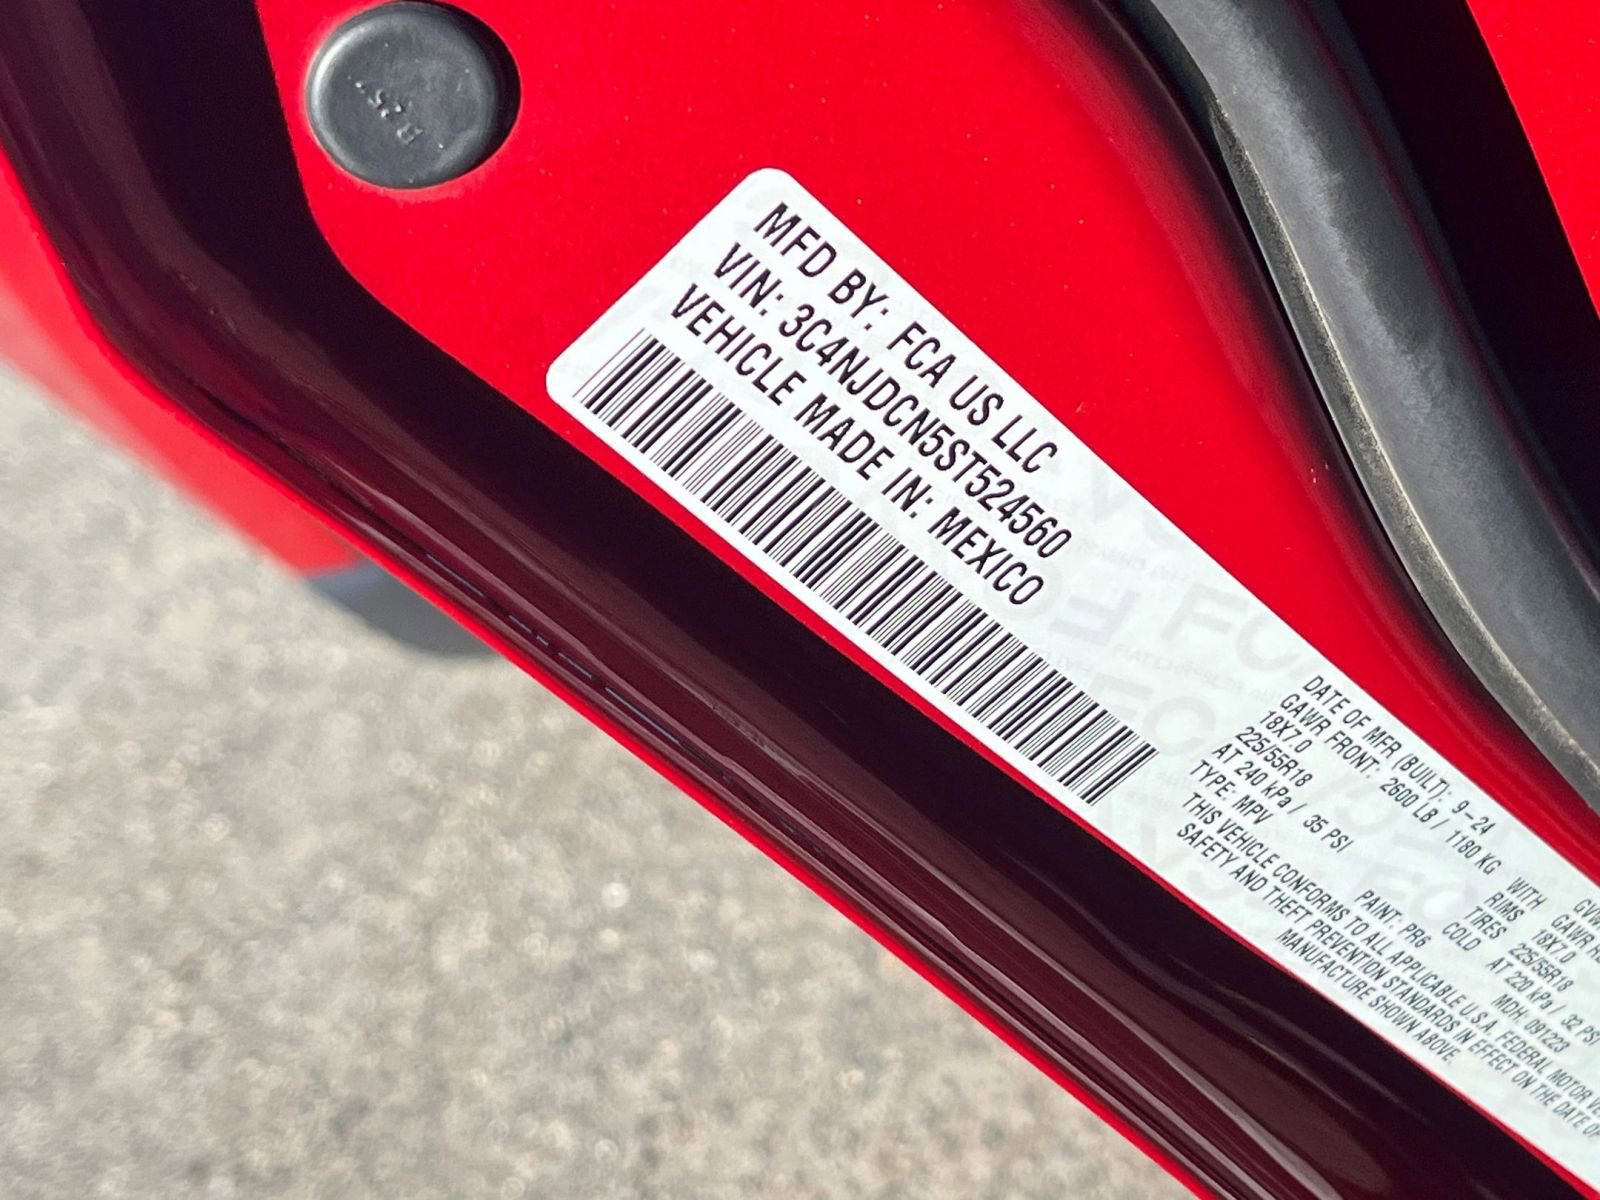 MFD BY: FCA US LLC
VIN: 3C4NJDCN5ST524560
VEHICLE MADE IN: MEXICO
DATE OF MFR (BUILT): 9-24
GAWR FRONT: 2600 LB / 1180 KG WITH GAWR
18X7.0 RIMS 18X7.0
225/55R18 TIRES 225/55R18
AT 240 kPa / 35 PSI COLD AT 220 kPa / 32 PSI
TYPE: MPV PAINT: PR6 MDH: 091223
THIS VEHICLE CONFORMS TO ALL APPLICABLE U.S.A. FEDERAL MOTOR
SAFETY AND THEFT PREVENTION STANDARDS IN EFFECT ON THE DATE OF
MANUFACTURE SHOWN ABOVE.